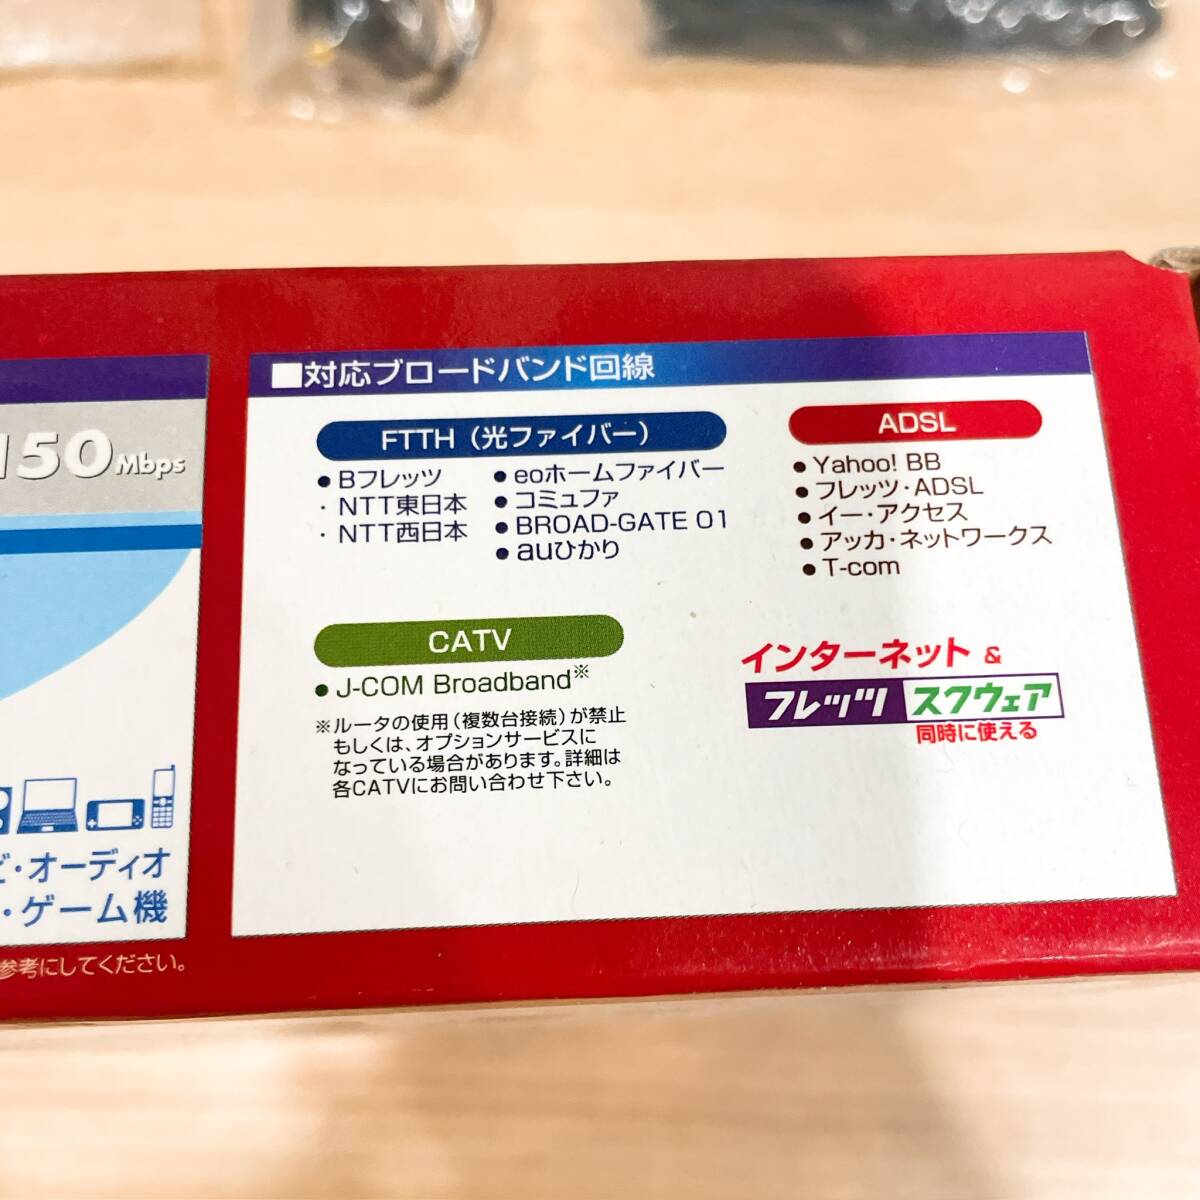 150Mbps
・オーディオ
・ゲーム機
参考にしてください。
■対応ブロードバンド回線
FTTH（光ファイバー）
●Bフレッツ
・NTT東日本
・NTT西日本
●eoホームファイバー
●コミュファ
●BROAD-GATE 01
●auひかり
ADSL
●Yahoo! BB
●フレッツ・ADSL
●イー・アクセス
●アッカ・ネットワークス
●T-com
CATV
●J-COM Broadband※
※ルータの使用（複数台接続）が禁止
もしくは、オプションサービスに
なっている場合があります。詳細は
各CATVにお問い合わせ下さい。
インターネット &
フレッツ スクウェア
同時に使える